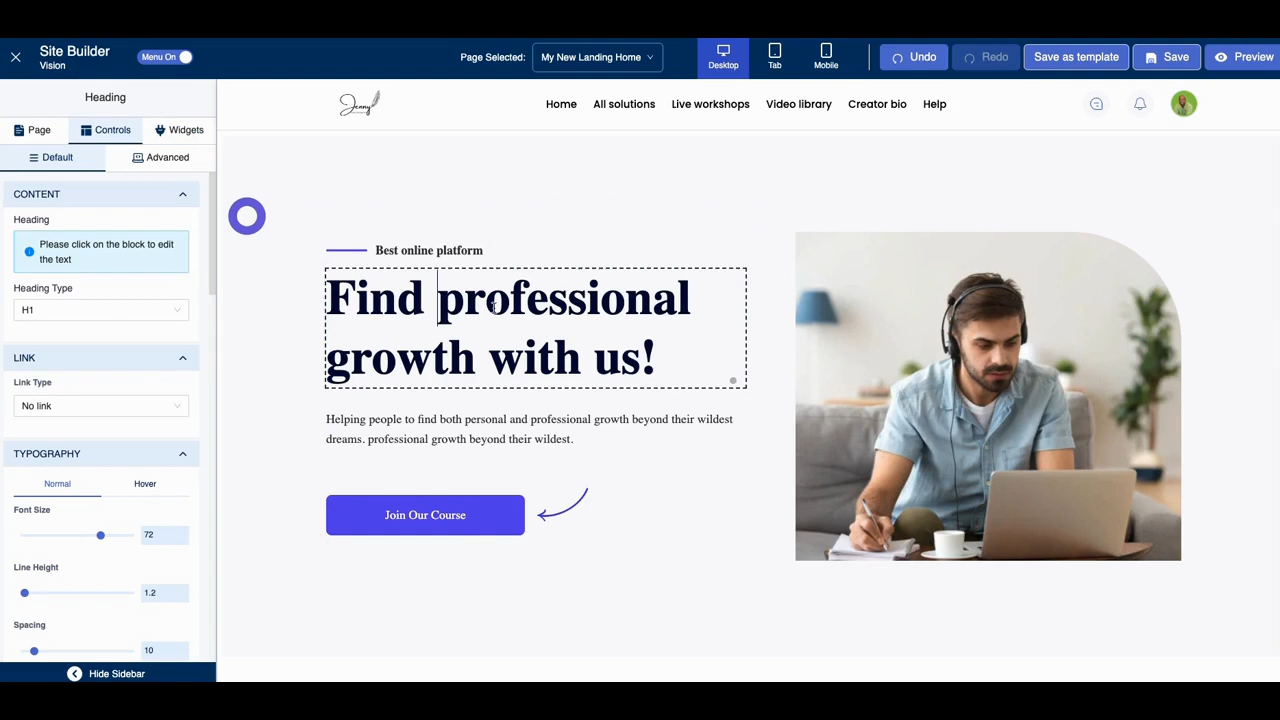 Site Builder
Vision
Menu On
Page Selected:
My New Landing Home
Desktop
Tab
Mobile
Undo
Redo
Save as template
Save
Preview
Heading
Page
Controls
Widgets
Default
Advanced
CONTENT
Heading
Please click on the block to edit
the text
Heading Type
H1
LINK
Link Type
No link
TYPOGRAPHY
Normal
Hover
Font Size
72
Line Height
1.2
Spacing
10
Hide Sidebar
Jenny
Home
All solutions
Live workshops
Video library
Creator bio
Help
Best online platform
Find professional
growth with us!
Helping people to find both personal and professional growth beyond their wildest
dreams. professional growth beyond their wildest.
Join Our Course